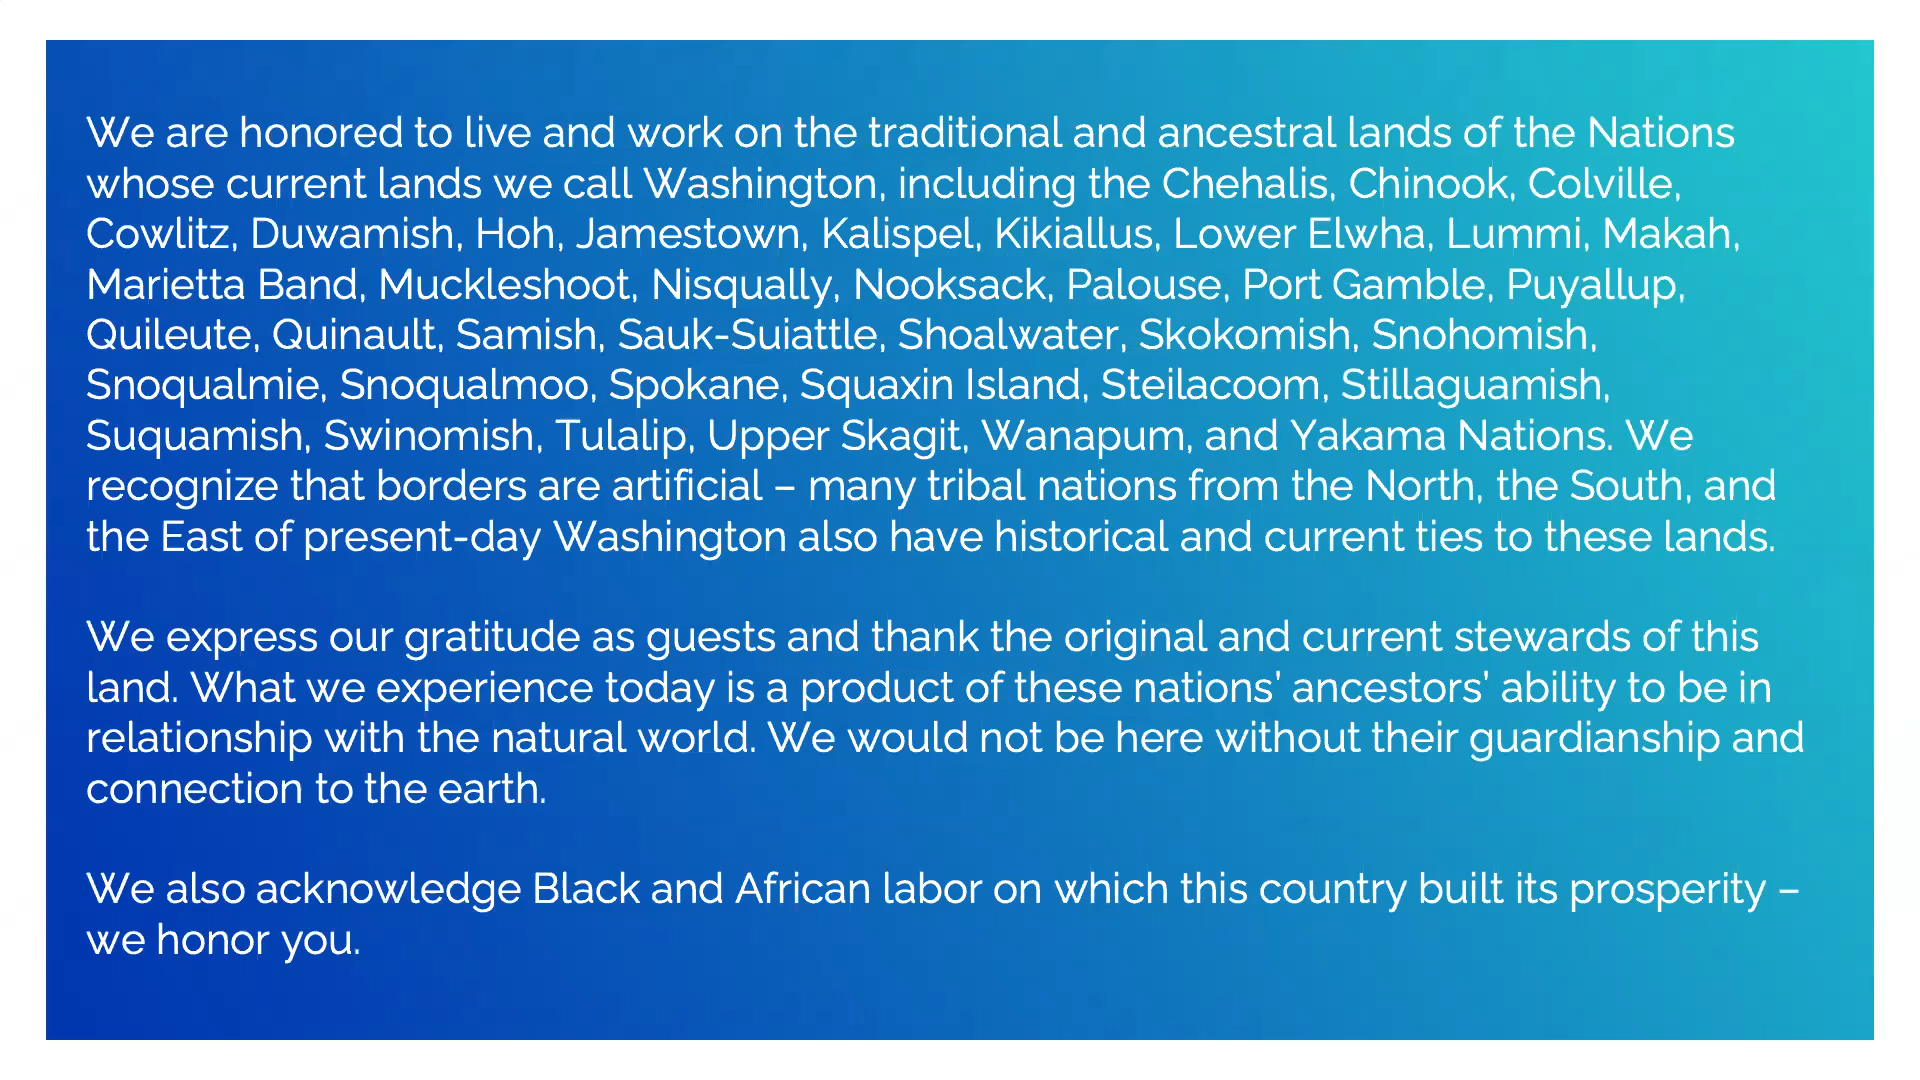 We are honored to live and work on the traditional and ancestral lands of the Nations
whose current lands we call Washington, including the Chehalis, Chinook, Colville,
Cowlitz, Duwamish, Hoh, Jamestown, Kalispel, Kikiallus, Lower Elwha, Lummi, Makah,
Marietta Band, Muckleshoot, Nisqually, Nooksack, Palouse, Port Gamble, Puyallup,
Quileute, Quinault, Samish, Sauk-Suiattle, Shoalwater, Skokomish, Snohomish,
Snoqualmie, Snoqualmoo, Spokane, Squaxin Island, Steilacoom, Stillaguamish,
Suquamish, Swinomish, Tulalip, Upper Skagit, Wanapum, and Yakama Nations. We
recognize that borders are artificial – many tribal nations from the North, the South, and
the East of present-day Washington also have historical and current ties to these lands.
We express our gratitude as guests and thank the original and current stewards of this
land. What we experience today is a product of these nations’ ancestors’ ability to be in
relationship with the natural world. We would not be here without their guardianship and
connection to the earth.
We also acknowledge Black and African labor on which this country built its prosperity –
we honor you.